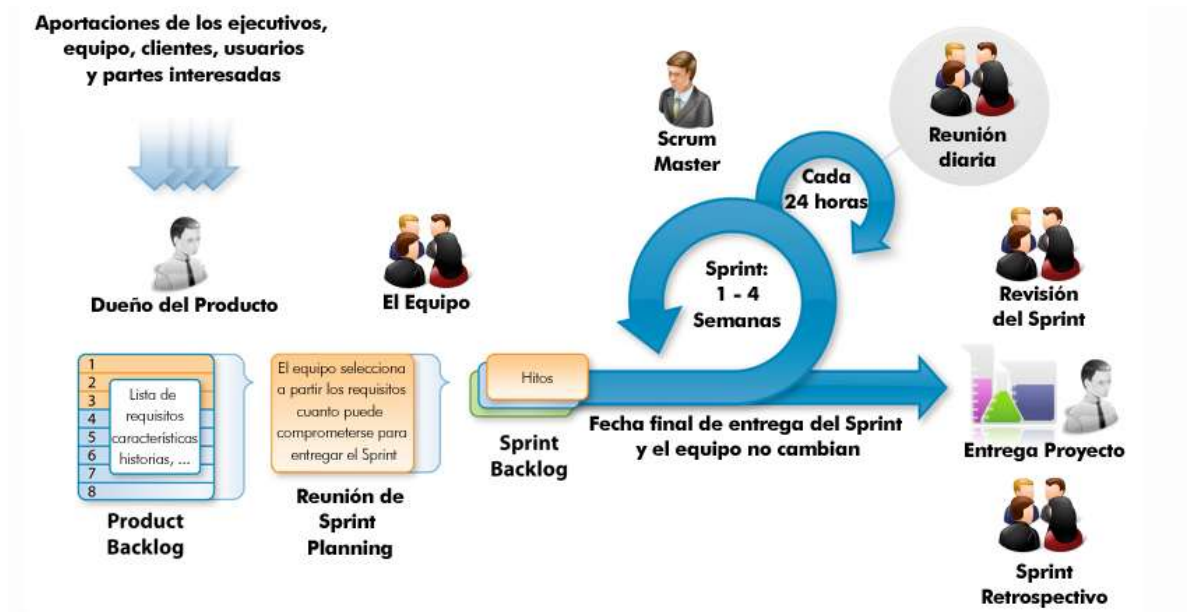 Aportaciones de los ejecutivos,
equipo, clientes, usuarios
y partes interesadas
Dueño del Producto
El Equipo
Scrum
Master
Reunión
diaria
Cada
24 horas
Sprint:
1 - 4
Semanas
Revisión
del Sprint
1
2
3
4
5
6
7
8
Lista de
requisitos
características
historias, ...
Product
Backlog
El equipo selecciona
a partir los requisitos
cuanto puede
comprometerse para
entregar el Sprint
Reunión de
Sprint
Planning
Hitos
Sprint
Backlog
Fecha final de entrega del Sprint
y el equipo no cambian
Entrega Proyecto
Sprint
Retrospectivo